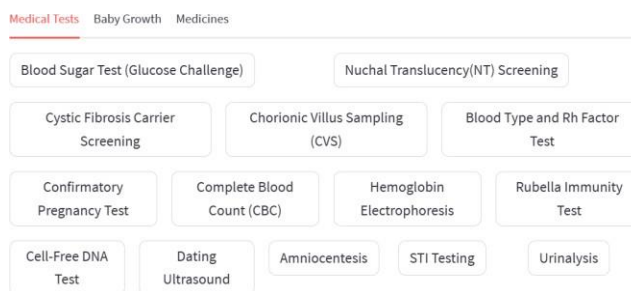 Medical Tests Baby Growth Medicines
Blood Sugar Test (Glucose Challenge) Nuchal Translucency(NT) Screening
Cystic Fibrosis Carrier Screening
Chorionic Villus Sampling (CVS)
Blood Type and Rh Factor Test
Confirmatory Pregnancy Test
Complete Blood Count (CBC)
Hemoglobin Electrophoresis
Rubella Immunity Test
Cell-Free DNA Test
Dating Ultrasound
Amniocentesis
STI Testing
Urinalysis